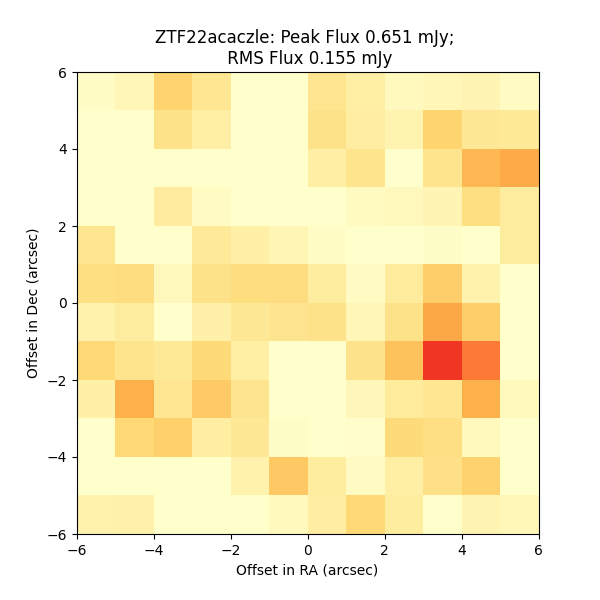 ZTF22acaczle: Peak Flux 0.651 mJy;
RMS Flux 0.155 mJy
6
4
2
0
−2
−4
−6
Offset in Dec (arcsec)
−6 −4 −2 0 2 4 6
Offset in RA (arcsec)